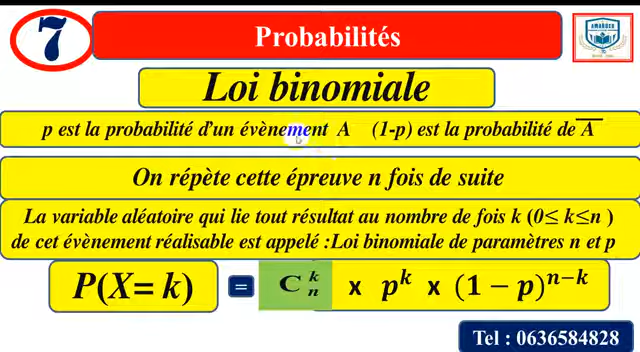 7
Probabilités
Loi binomiale
p est la probabilité d'un évènement A (1-p) est la probabilité de A̅
On répète cette épreuve n fois de suite
La variable aléatoire qui lie tout résultat au nombre de fois k (0≤ k≤n )
de cet évènement réalisable est appelé :Loi binomiale de paramètres n et p
P(X= k) = C_n^k x p^k x (1 − p)^{n−k}
Tel : 0636584828